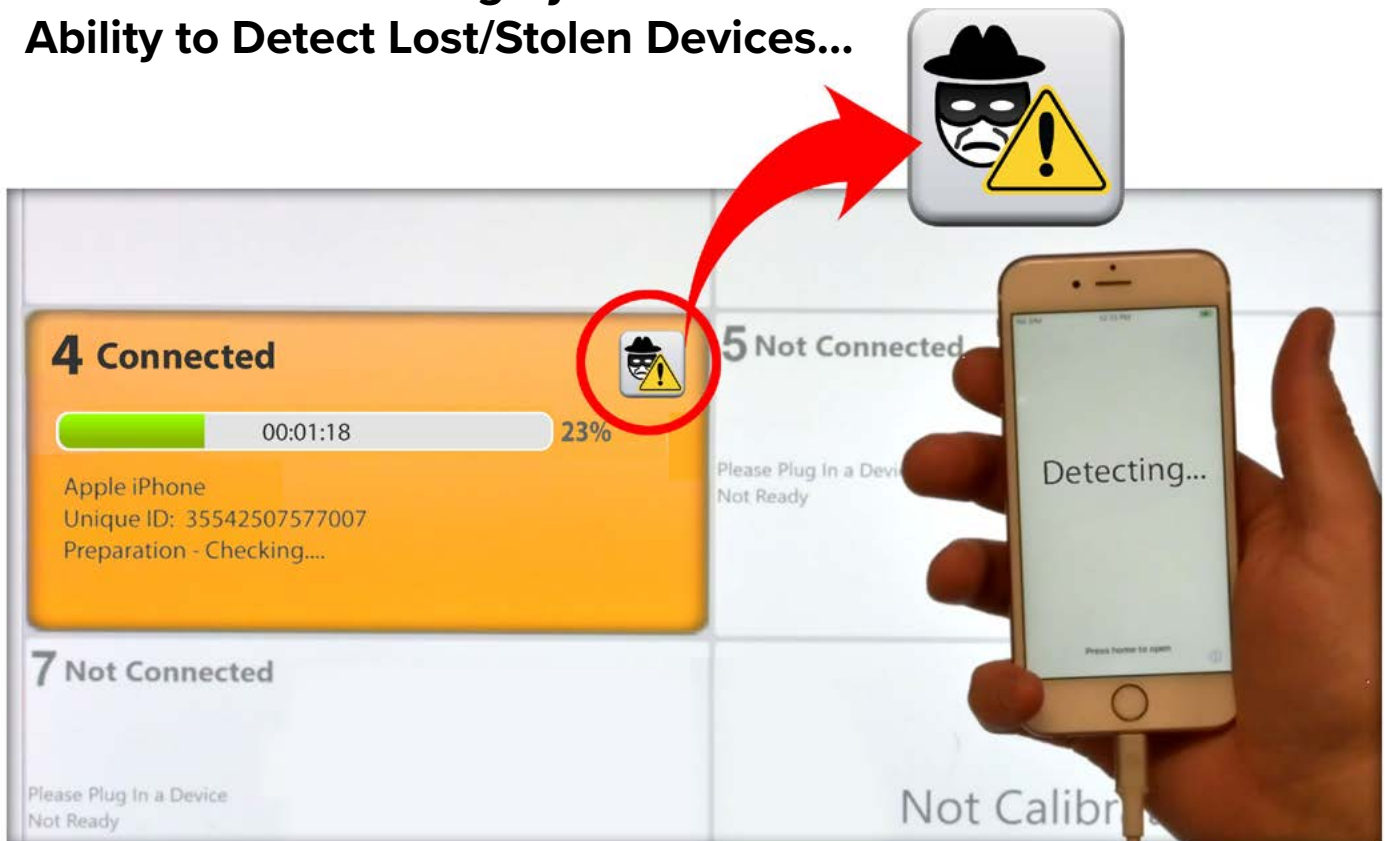 Ability to Detect Lost/Stolen Devices...
4 Connected
00:01:18
23%
Apple iPhone
Unique ID: 35542507577007
Preparation - Checking....
5 Not Connected
Please Plug In a
Not Ready
Detecting...
Press home to open
7 Not Connected
Please Plug In a Device
Not Ready
Not